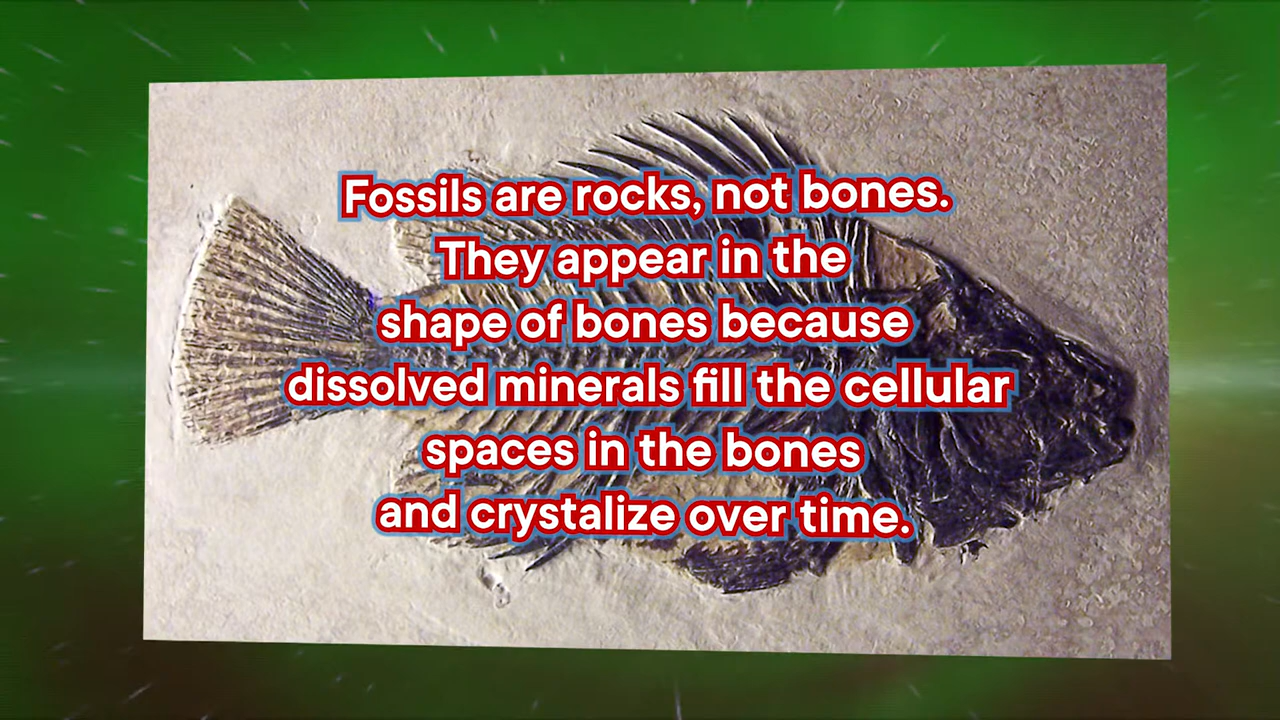 Fossils are rocks, not bones.
They appear in the
shape of bones because
dissolved minerals fill the cellular
spaces in the bones
and crystalize over time.